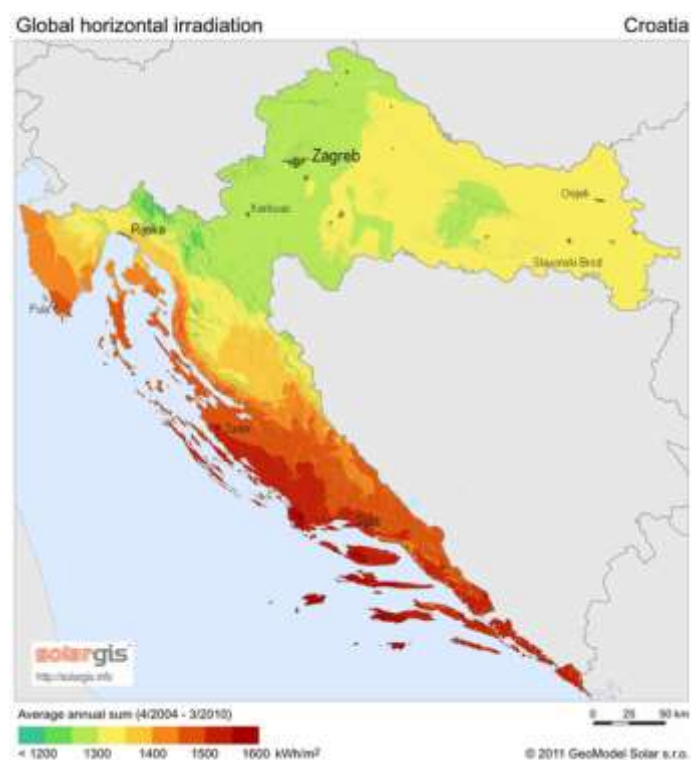 Global horizontal irradiation
Croatia
Zagreb
Karlovac
Osijek
Rijeka
Slavonski Brod
Pula
Zadar
Split
solargis
http://solargis.info
Average annual sum (4/2004 - 3/2010)
0 25 50 km
< 1200 1300 1400 1500 1600 kWh/m²
© 2011 GeoModel Solar s.r.o.